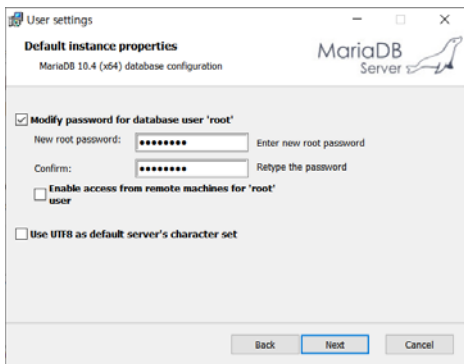 User settings
Default instance properties
MariaDB 10.4 (x64) database configuration
MariaDB
Server
Modify password for database user 'root'
New root password: •••••••• Enter new root password
Confirm: •••••••• Retype the password
Enable access from remote machines for 'root'
user
Use UTF8 as default server's character set
Back Next Cancel